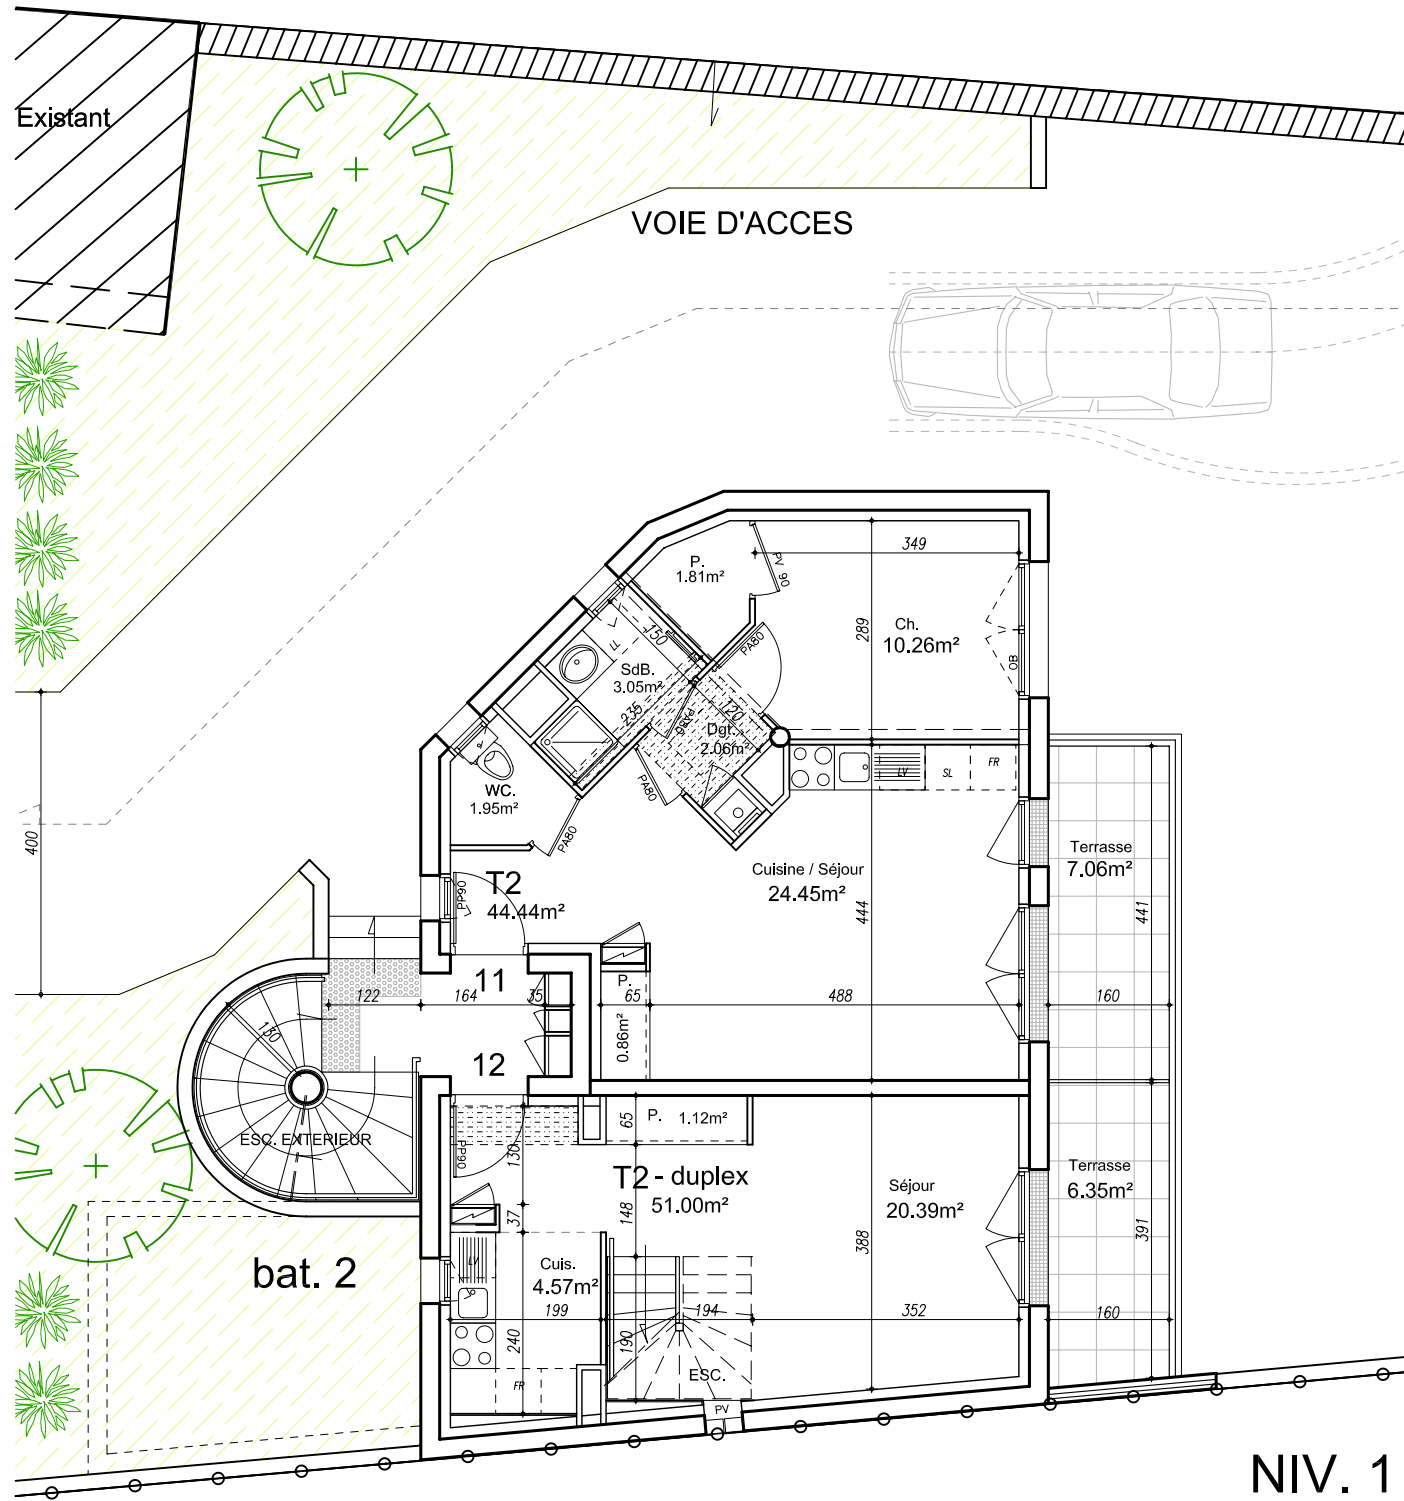 Existant
VOIE D'ACCES
349
P.
1.81m²
PV 90
289
Ch.
10.26m²
150
LL
PA80
OB
SdB.
3.05m²
235
PA80
120
Dgt.
2.06m²
WC.
1.95m²
PA80
PA80
LV
SL
FR
400
Terrasse
7.06m²
Cuisine / Séjour
24.45m²
T2
44.44m²
PP90
444
441
11
P.
122
164
35
65
488
160
0.86m²
130
12
ESC. EXTERIEUR
65
P.
1.12m²
PP90
130
T2 - duplex
51.00m²
Séjour
20.39m²
Terrasse
6.35m²
37
148
388
391
bat. 2
LV
Cuis.
4.57m²
199
194
352
160
240
190
FR
ESC.
PV
NIV. 1